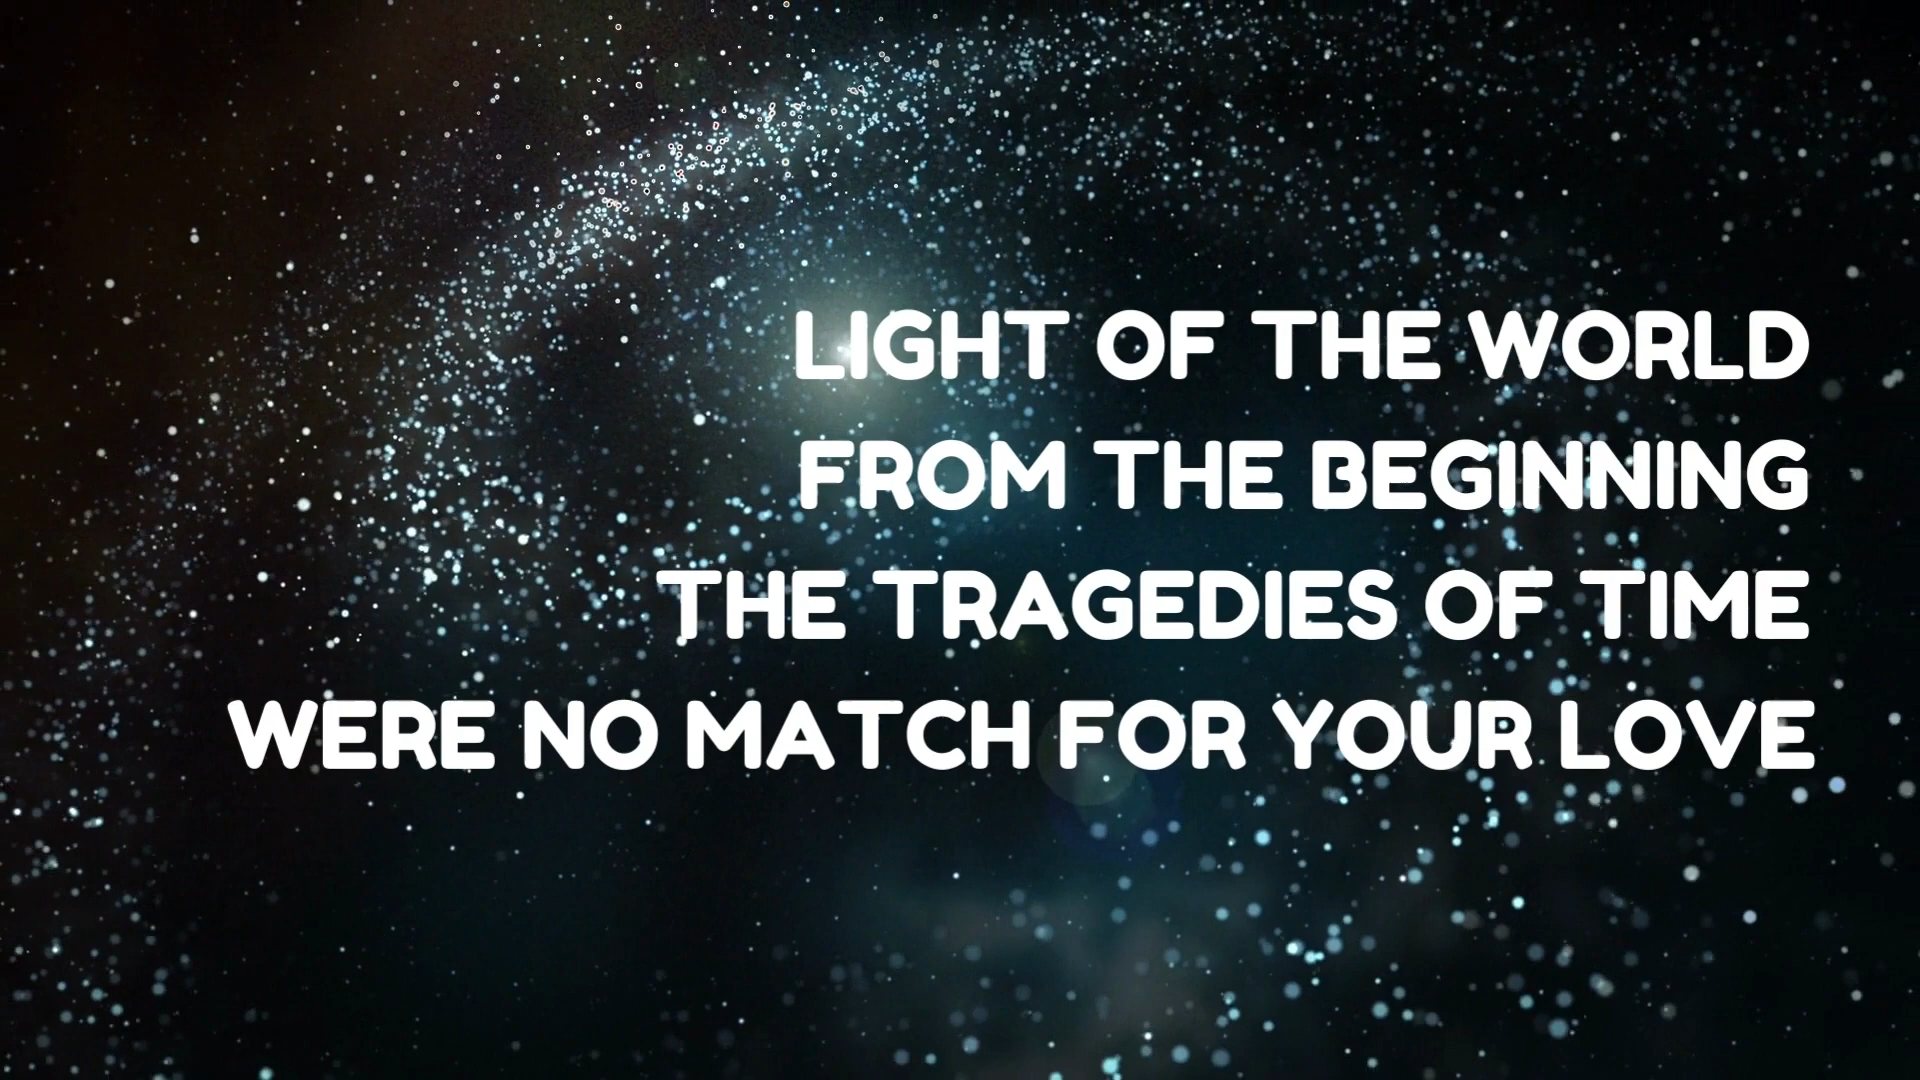 LIGHT OF THE WORLD
FROM THE BEGINNING
THE TRAGEDIES OF TIME
WERE NO MATCH FOR YOUR LOVE